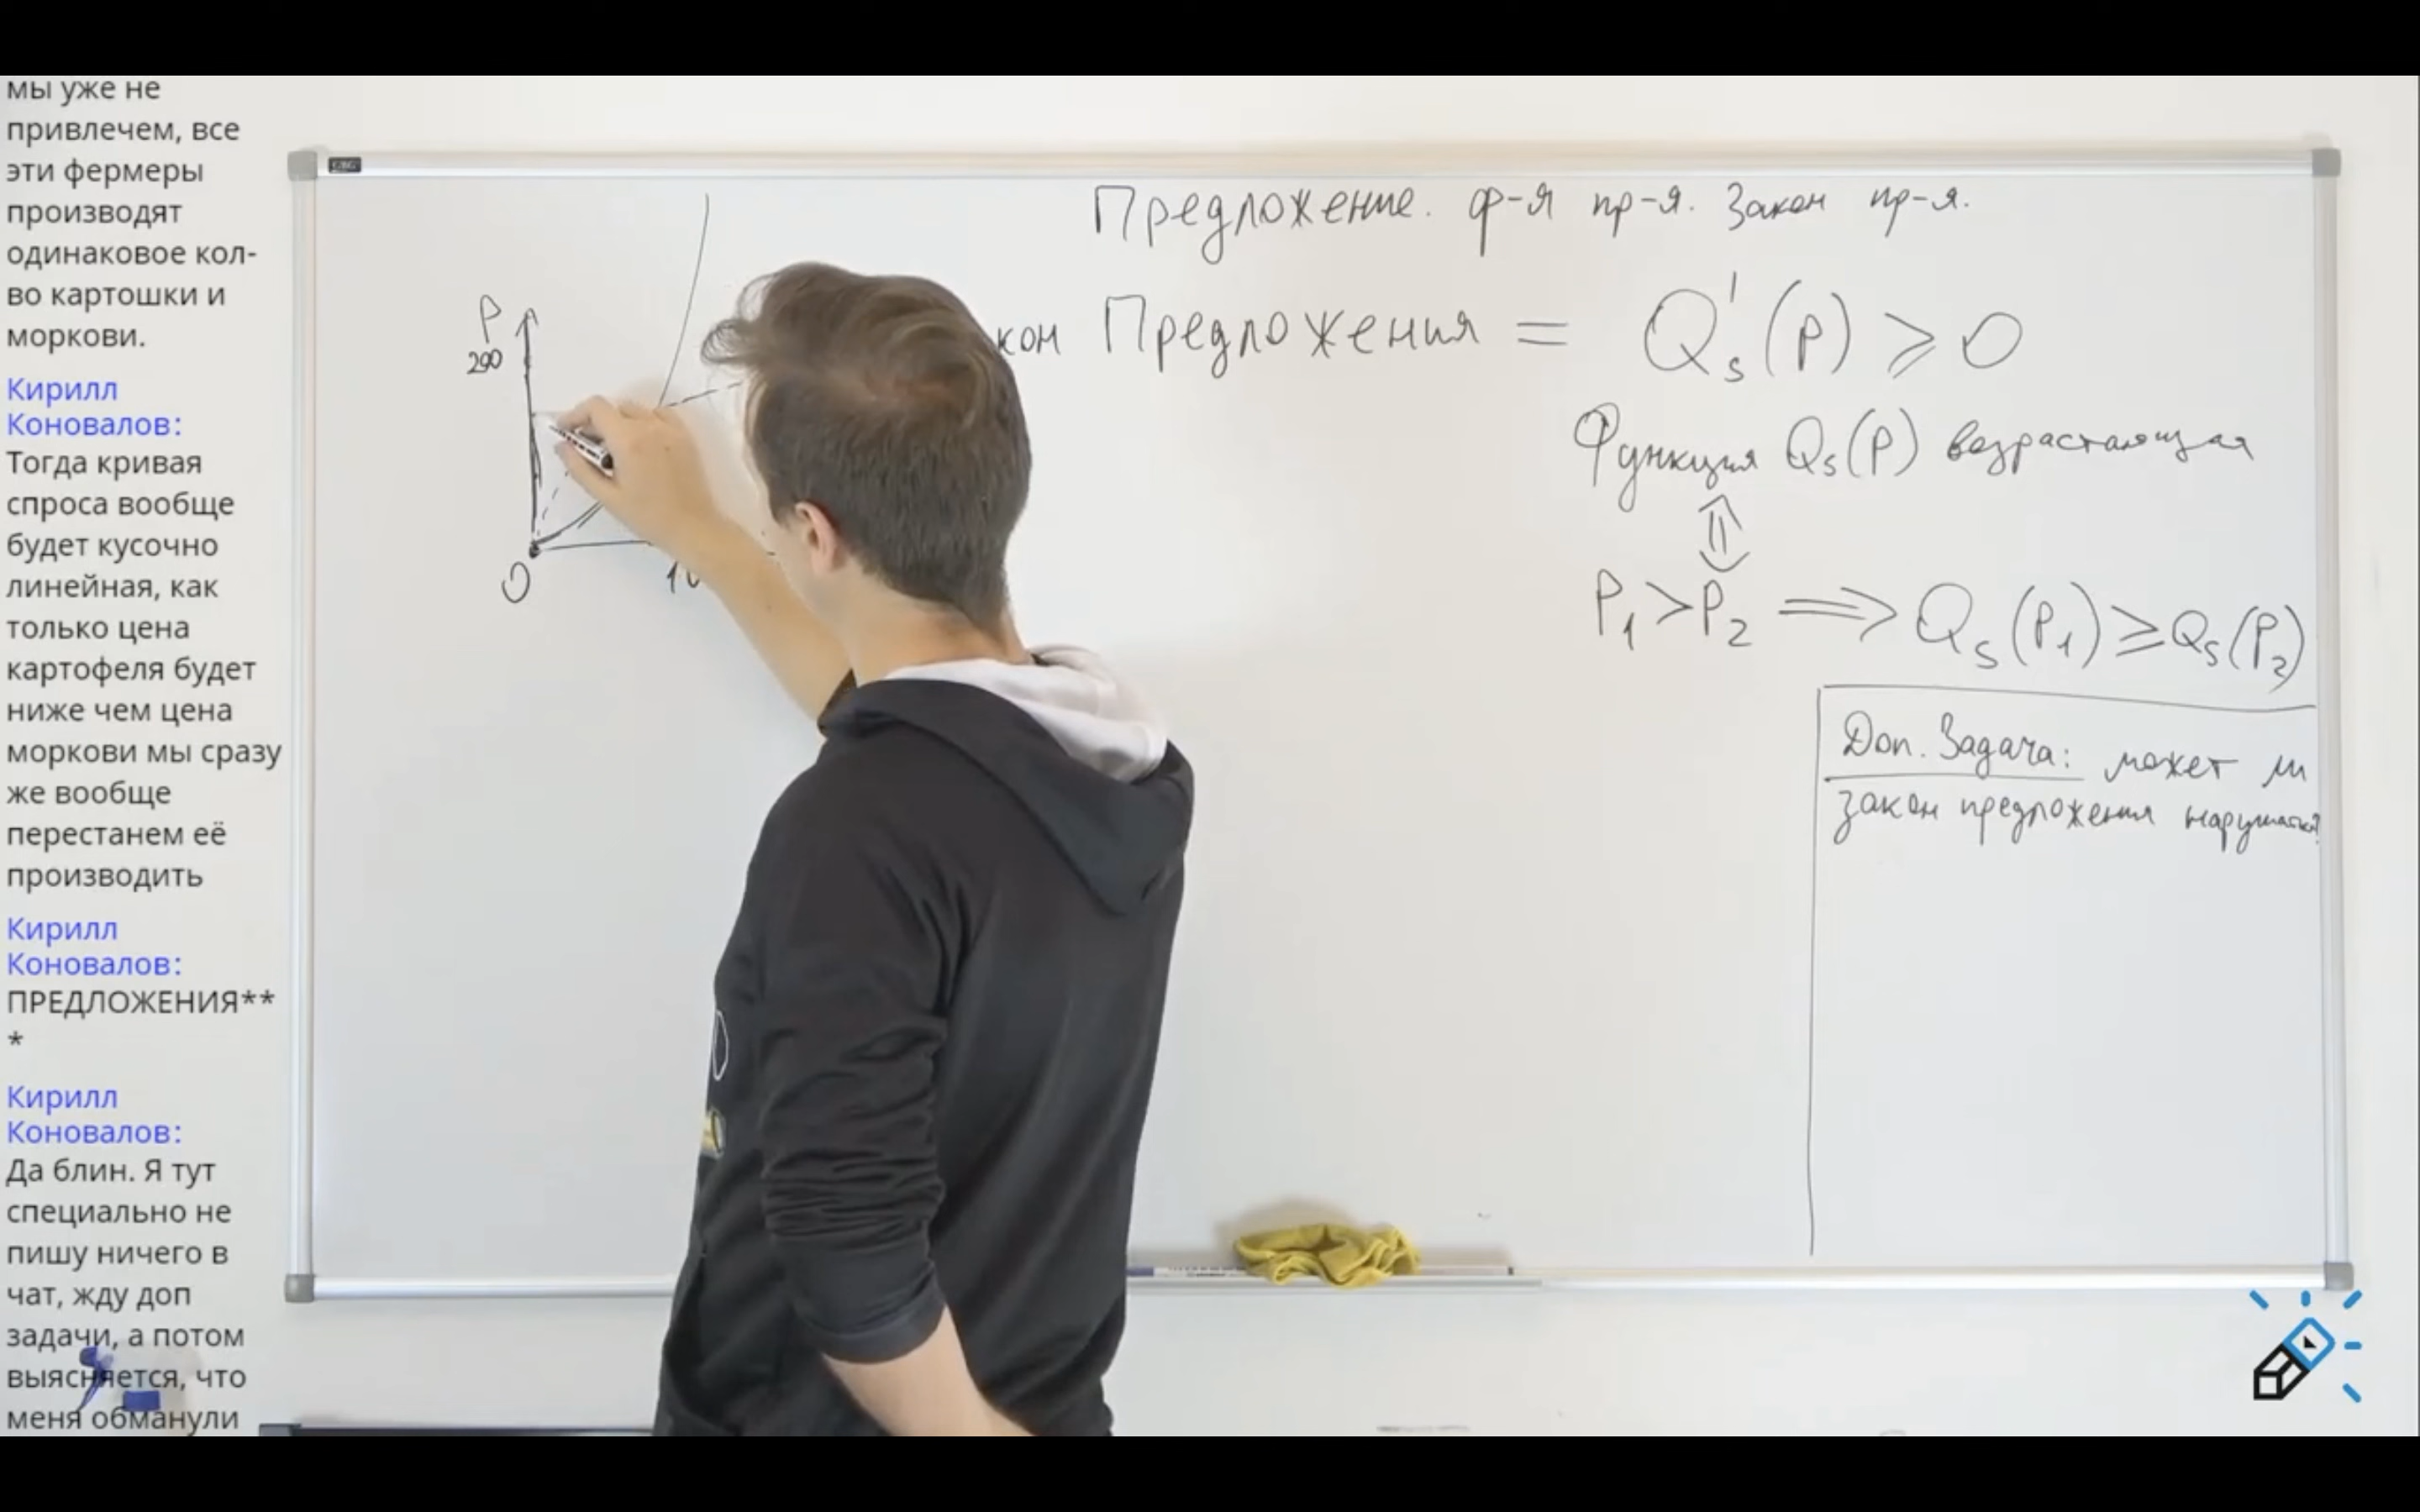 мы уже не
привлечем, все
эти фермеры
производят
одинаковое кол-
во картошки и
моркови.
Кирилл
Коновалов:
Тогда кривая
спроса вообще
будет кусочно
линейная, как
только цена
картофеля будет
ниже чем цена
моркови мы сразу
же вообще
перестанем её
производить
Кирилл
Коновалов:
ПРЕДЛОЖЕНИЯ**
*
Кирилл
Коновалов:
Да блин. Я тут
специально не
пишу ничего в
чат, жду доп
задачи, а потом
выясняется, что
меня обманули
P
200
0
Предложение. ф-я пр-я. Закон пр-я.
кон Предложения = Q's(P) ⩾ 0
Функция Qs(P) возрастающая
⇕
P1 > P2 ⟹ Qs(P1) ⩾ Qs(P2)
Доп. Задача: может ли
закон предложения нарушаться?